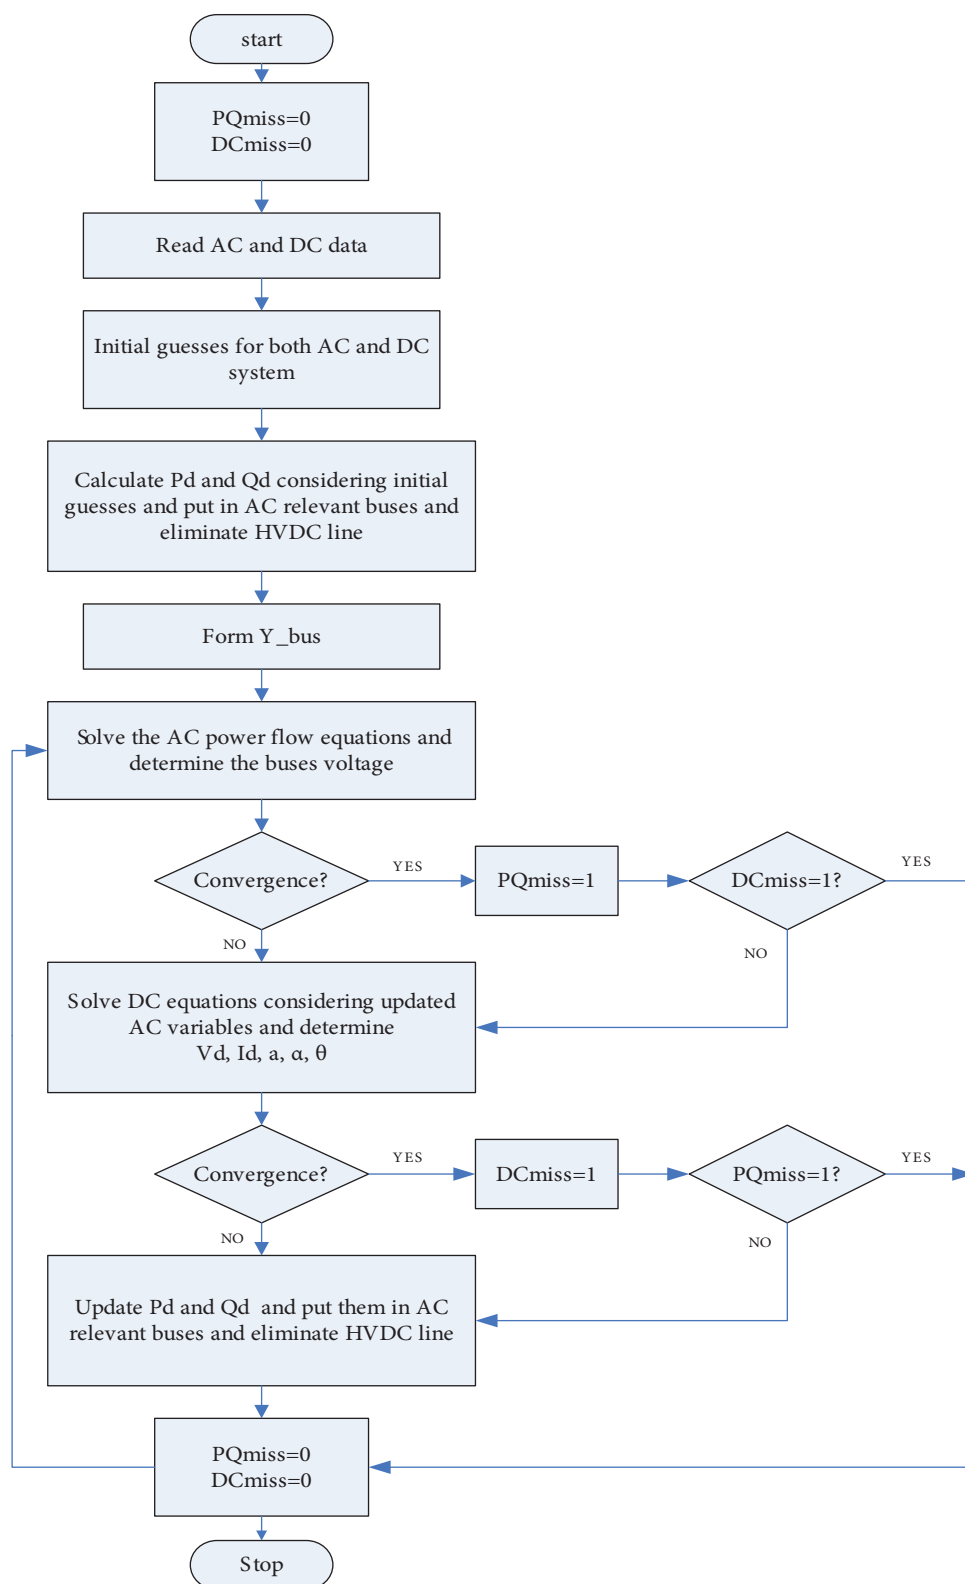 start
PQmiss=0
DCmiss=0
Read AC and DC data
Initial guesses for both AC and DC
system
Calculate Pd and Qd considering initial
guesses and put in AC relevant buses and
eliminate HVDC line
Form Y_bus
Solve the AC power flow equations and
determine the buses voltage
Convergence?
YES
PQmiss=1
DCmiss=1?
YES
NO
NO
Solve DC equations considering updated
AC variables and determine
Vd, Id, a, α, θ
Convergence?
YES
DCmiss=1
PQmiss=1?
YES
NO
NO
Update Pd and Qd and put them in AC
relevant buses and eliminate HVDC line
PQmiss=0
DCmiss=0
Stop